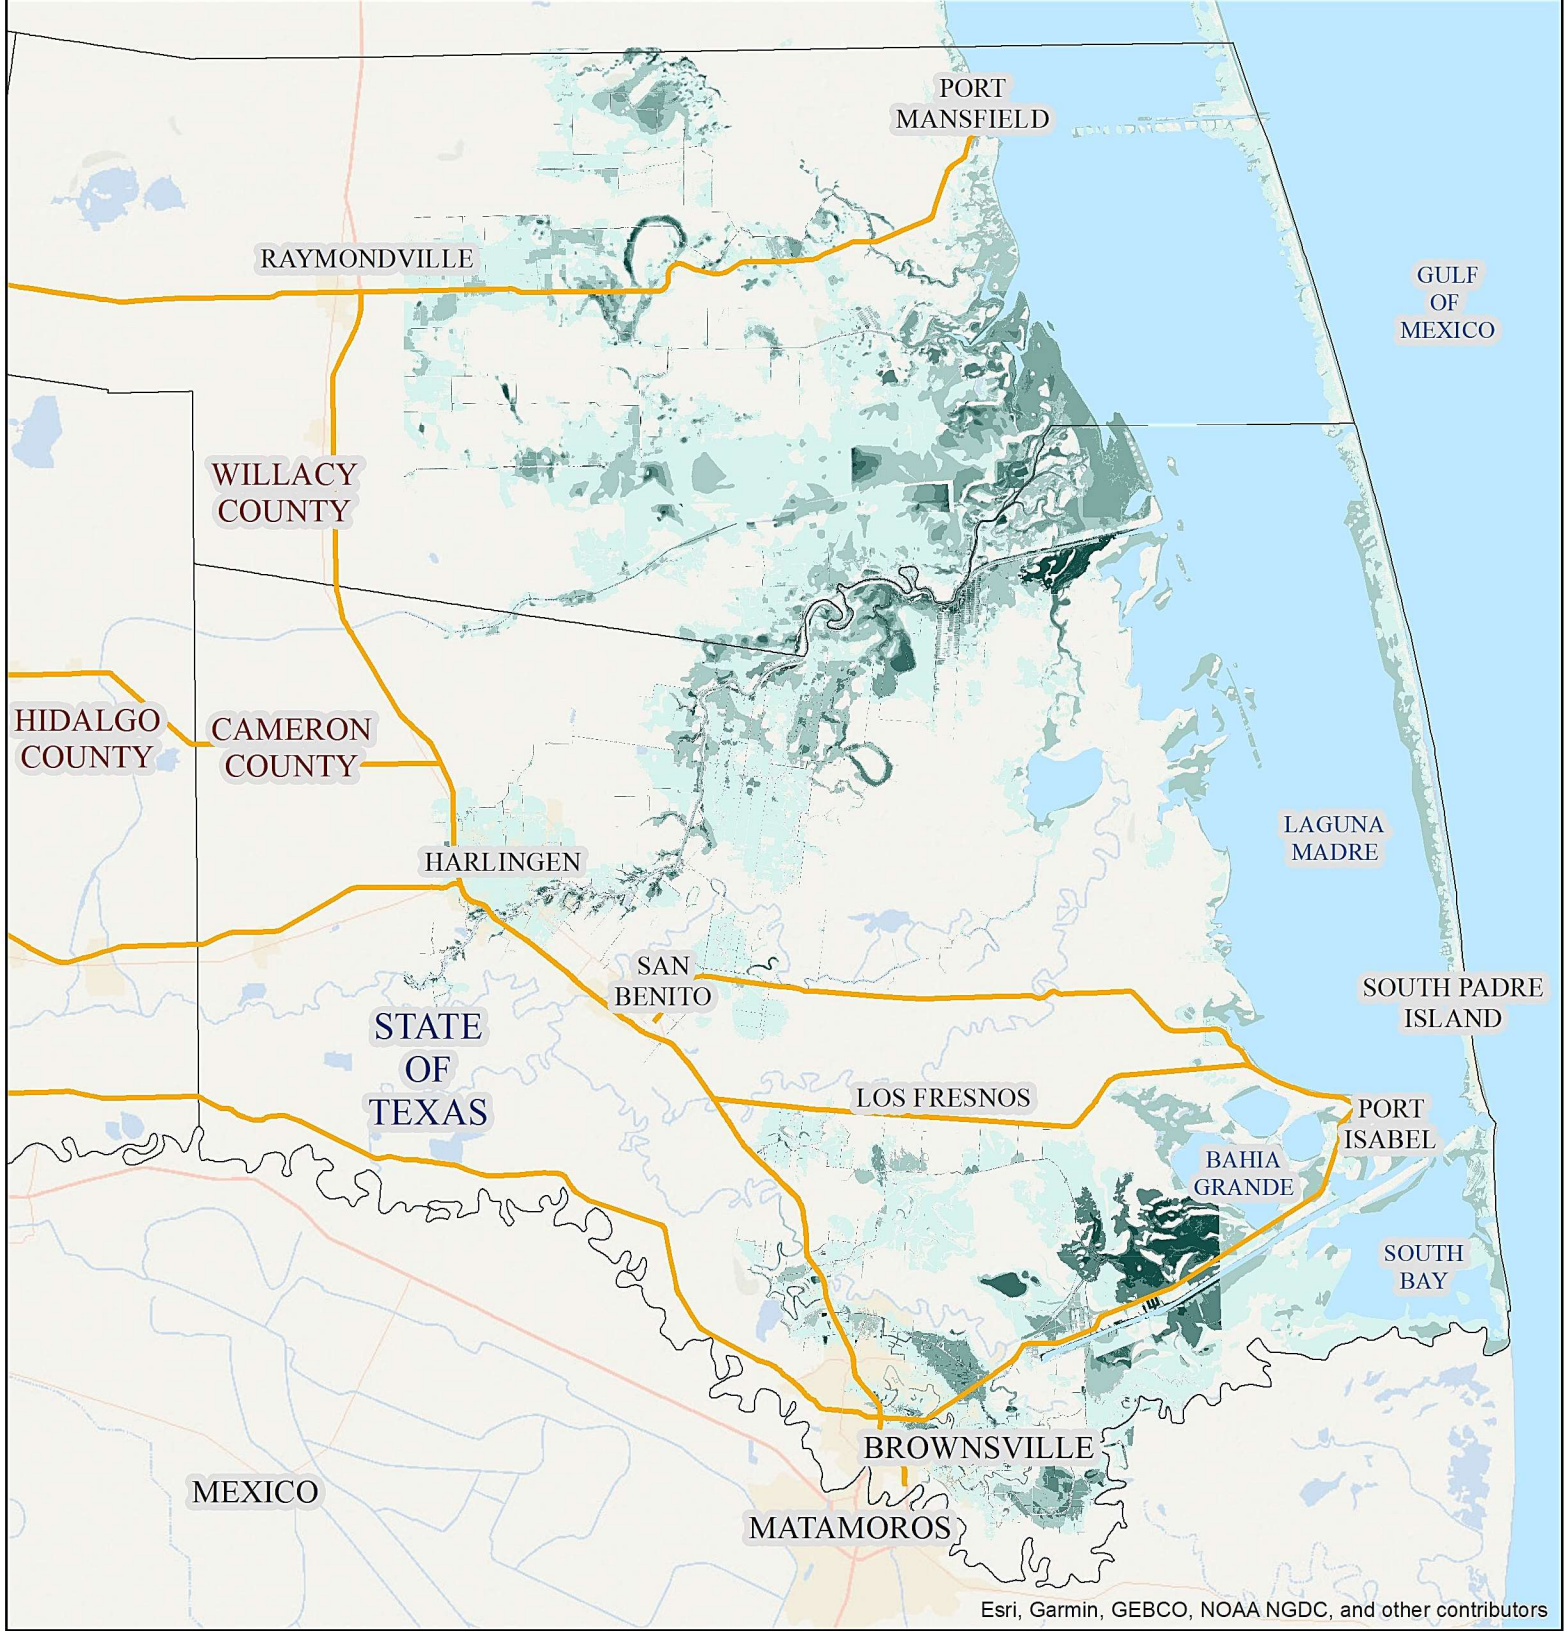 PORT
MANSFIELD
RAYMONDVILLE
GULF
OF
MEXICO
WILLACY
COUNTY
HIDALGO
COUNTY
CAMERON
COUNTY
LAGUNA
MADRE
HARLINGEN
SAN
BENITO
SOUTH PADRE
ISLAND
STATE
OF
TEXAS
LOS FRESNOS
PORT
ISABEL
BAHIA
GRANDE
SOUTH
BAY
BROWNSVILLE
MEXICO
MATAMOROS
Esri, Garmin, GEBCO, NOAA NGDC, and other contributors